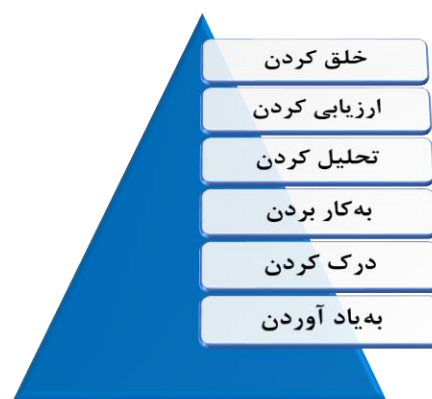 خلق کردن
ارزیابی کردن
تحلیل کردن
به‌کار بردن
درک کردن
به‌یاد آوردن